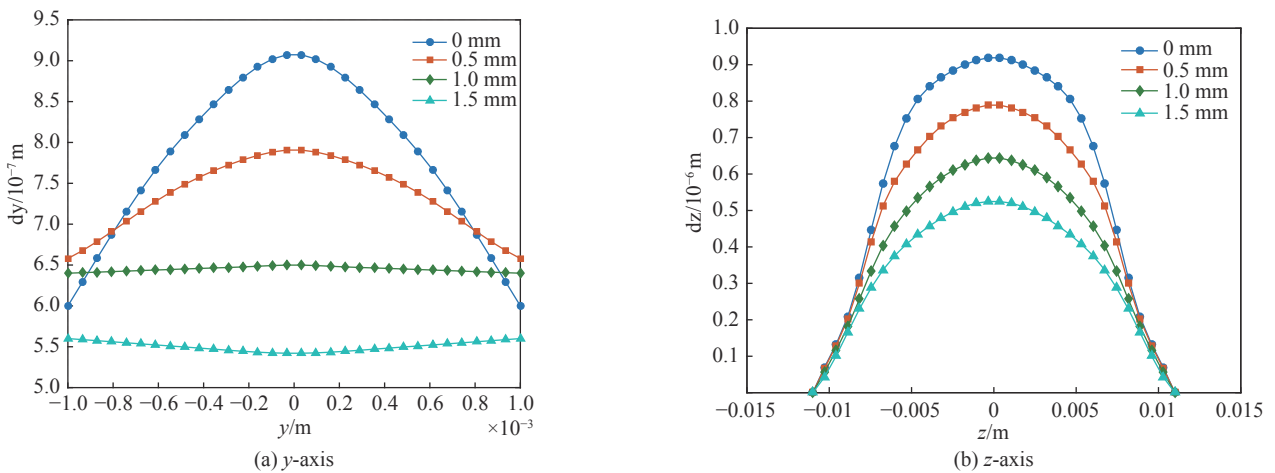 9.5
9.0
8.5
8.0
7.5
7.0
6.5
6.0
5.5
5.0
dy/10⁻⁷ m
0 mm
0.5 mm
1.0 mm
1.5 mm
−1.0 −0.8 −0.6 −0.4 −0.2 0 0.2 0.4 0.6 0.8 1.0
y/m ×10⁻³
(a) y-axis
1.0
0.9
0.8
0.7
0.6
0.5
0.4
0.3
0.2
0.1
dz/10⁻⁶ m
0 mm
0.5 mm
1.0 mm
1.5 mm
−0.015 −0.01 −0.005 0 0.005 0.01 0.015
z/m
(b) z-axis